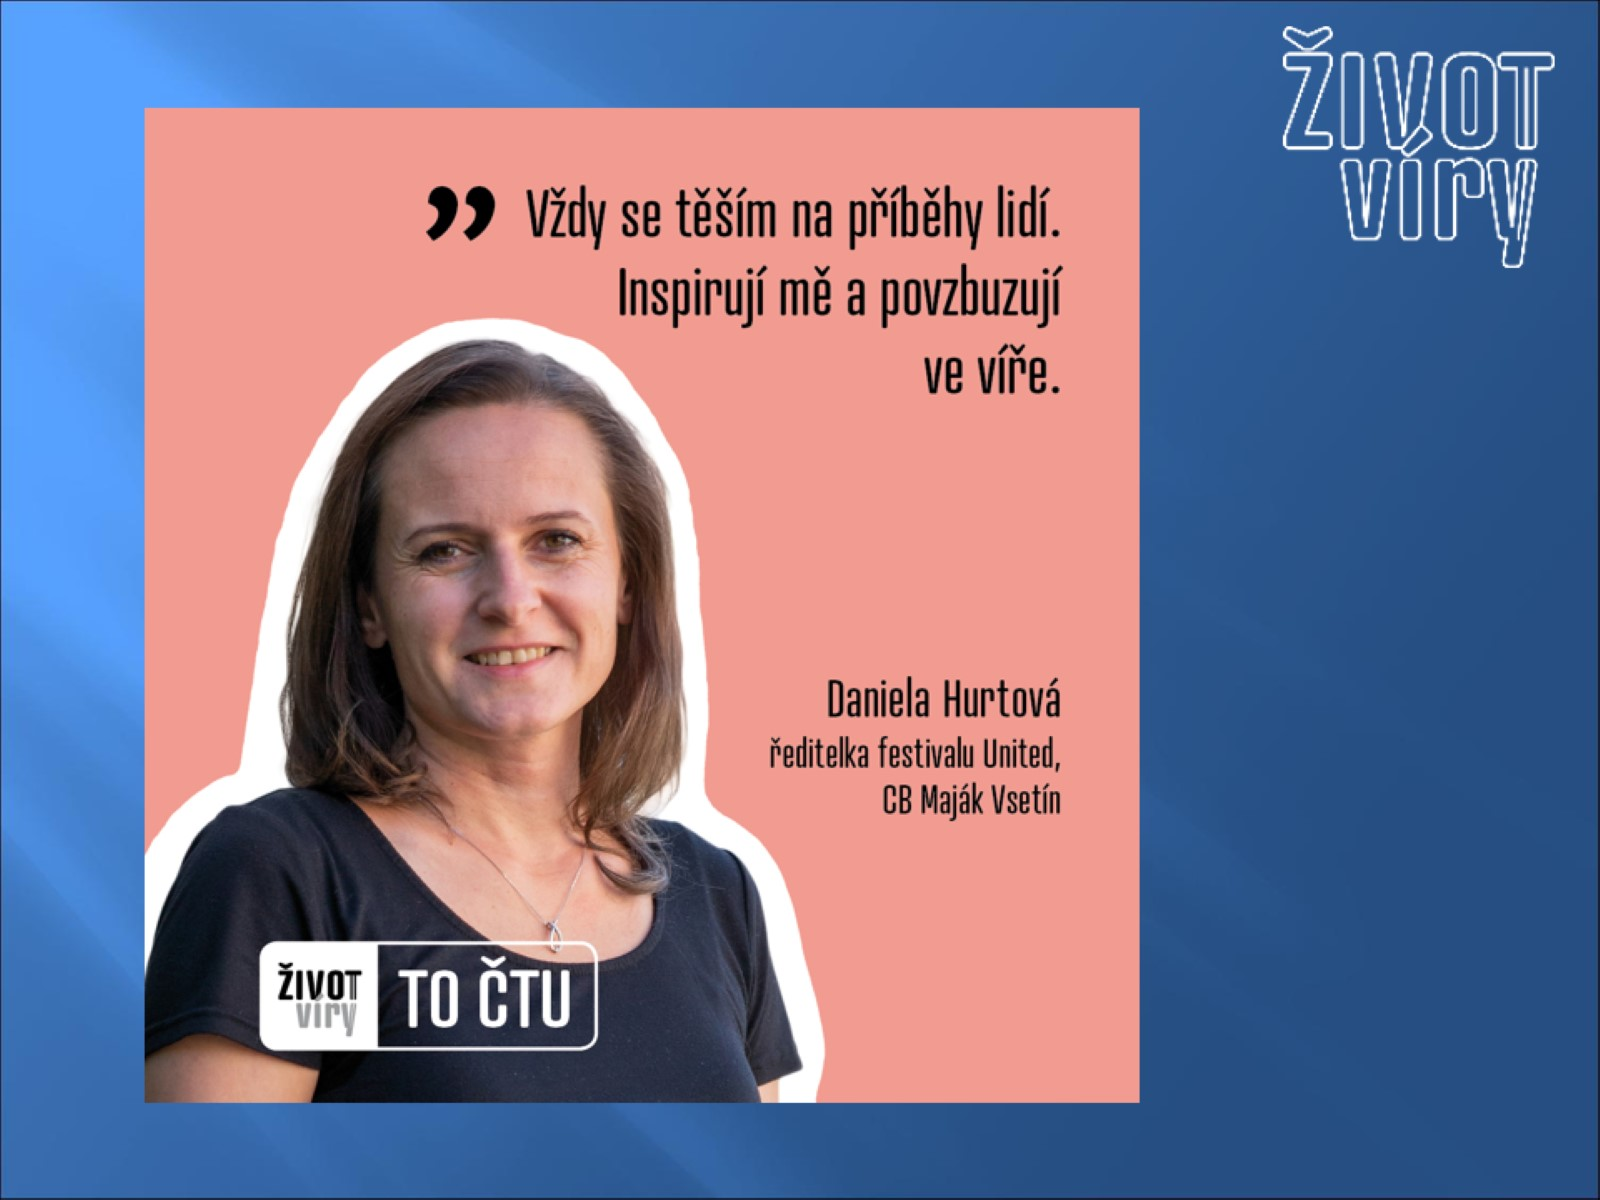 ŽIVOT
víry
” Vždy se těším na příběhy lidí.
Inspirují mě a povzbuzují
ve víře.
Daniela Hurtová
ředitelka festivalu United,
CB Maják Vsetín
ŽIVOT
víry
TO ČTU